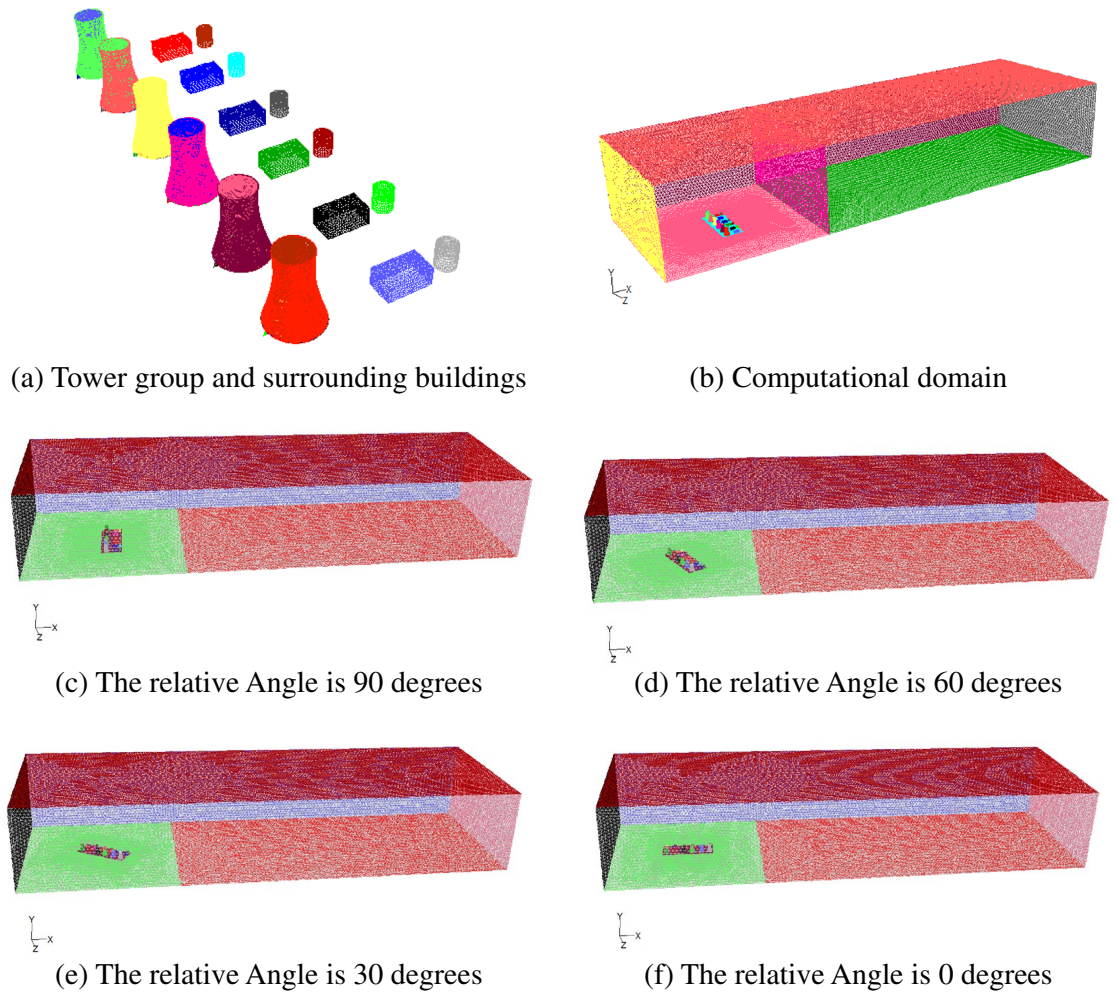 (a) Tower group and surrounding buildings
Y
X
Z
(b) Computational domain
Y
X
Z
(c) The relative Angle is 90 degrees
Y
X
Z
(d) The relative Angle is 60 degrees
Y
X
Z
(e) The relative Angle is 30 degrees
Y
X
Z
(f) The relative Angle is 0 degrees